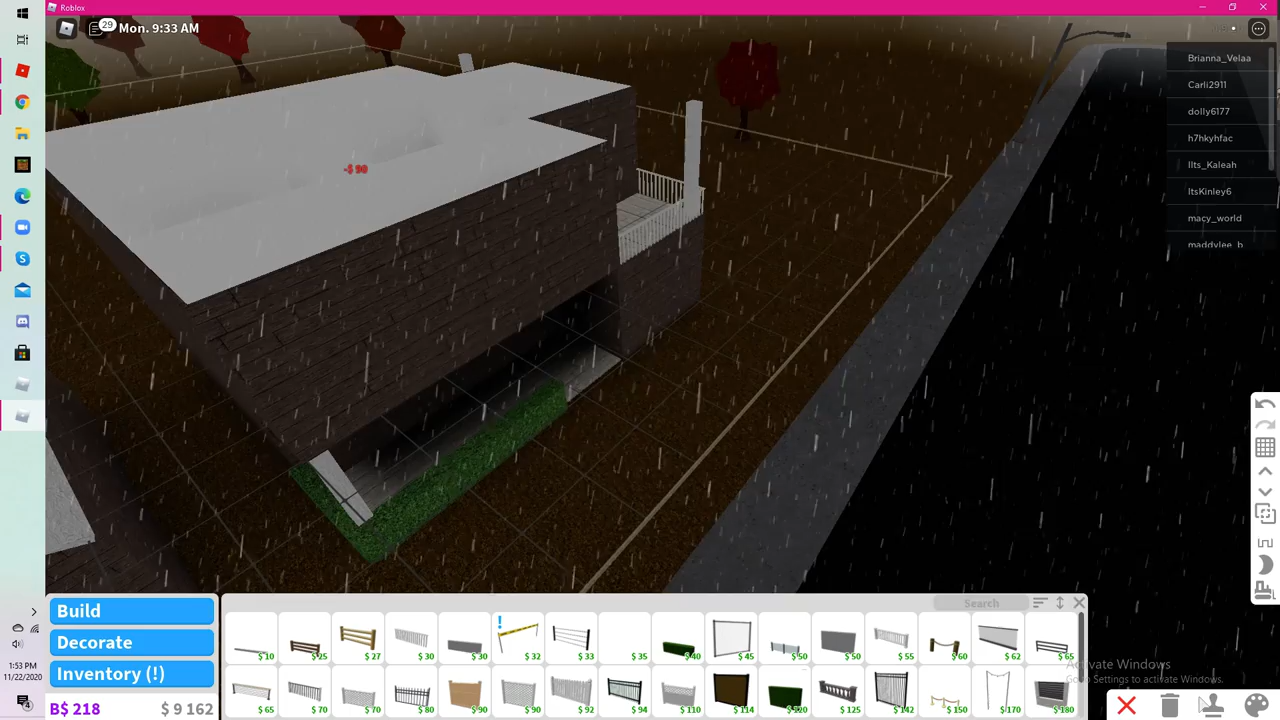 Roblox
29
Mon. 9:33 AM
Brianna_Velaa
Carli2911
dolly6177
h7hkyhfac
IIts_Kaleah
ItsKinley6
macy_world
maddylee_b
-$ 90
Build
Decorate
Inventory (!)
B$ 218
$ 9 162
Search
!
$ 10
$ 25
$ 27
$ 30
$ 30
$ 32
$ 33
$ 35
$ 40
$ 45
$ 50
$ 50
$ 55
$ 60
$ 62
$ 65
$ 65
$ 70
$ 70
$ 80
$ 90
$ 90
$ 92
$ 94
$ 110
$ 114
$ 120
$ 125
$ 142
$ 150
$ 170
$ 180
Activate Windows
Go to Settings to activate Windows.
1:53 PM
11/22/2020
4